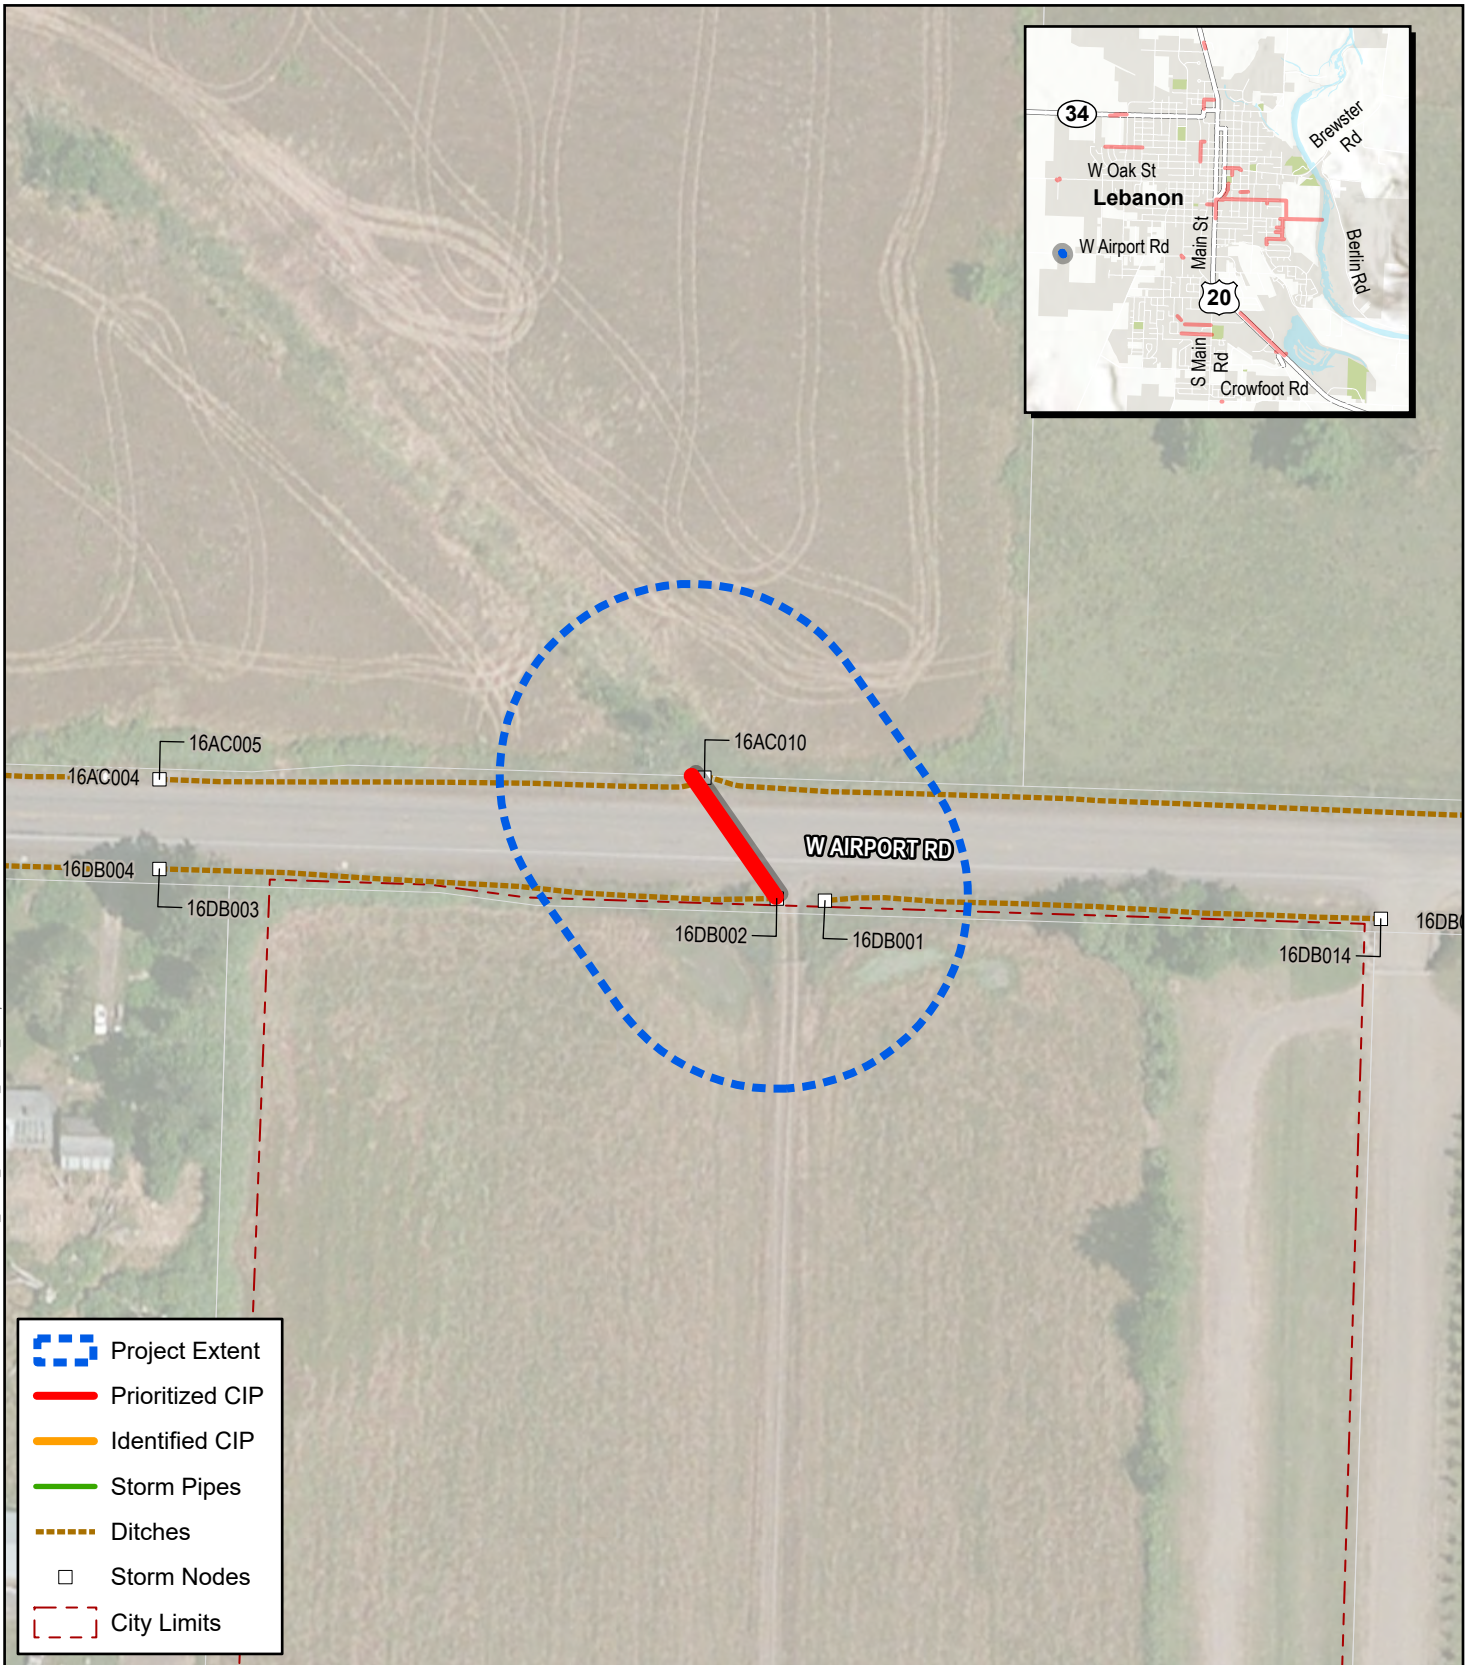 34
Brewster
Rd
W Oak St
Lebanon
Main St
W Airport Rd
Berlin Rd
20
S Main
Rd
Crowfoot Rd
16AC005
16AC010
16AC004
W AIRPORT RD
16DB004
16DB003
16DB002
16DB001
16DB014
16DB0
Project Extent
Prioritized CIP
Identified CIP
Storm Pipes
Ditches
Storm Nodes
City Limits